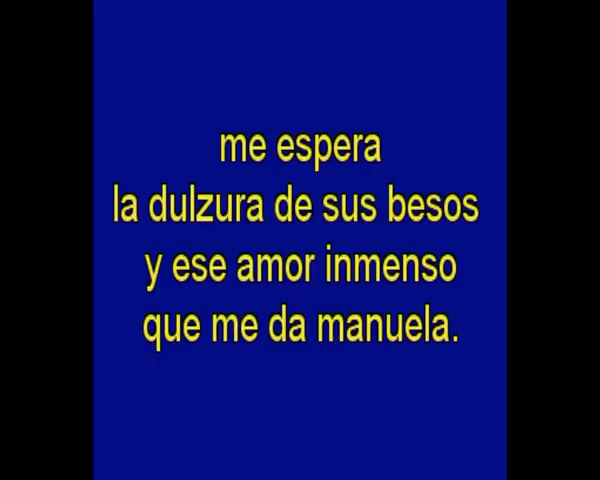 me espera
la dulzura de sus besos
y ese amor inmenso
que me da manuela.